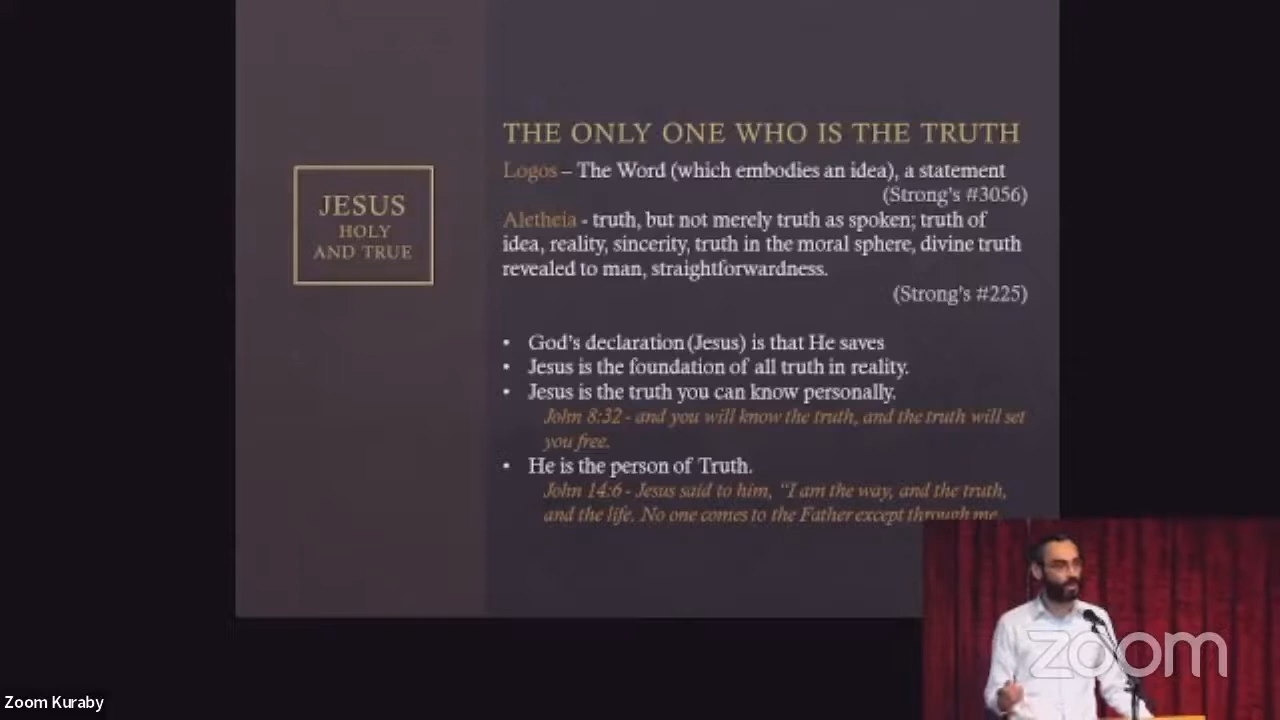 THE ONLY ONE WHO IS THE TRUTH
Logos – The Word (which embodies an idea), a statement
(Strong's #3056)
Aletheia - truth, but not merely truth as spoken; truth of
idea, reality, sincerity, truth in the moral sphere, divine truth
revealed to man, straightforwardness.
(Strong's #225)
JESUS
HOLY
AND TRUE
• God's declaration (Jesus) is that He saves
• Jesus is the foundation of all truth in reality.
• Jesus is the truth you can know personally.
John 8:32 - and you will know the truth, and the truth will set
you free.
• He is the person of Truth.
John 14:6 - Jesus said to him, “I am the way, and the truth,
and the life. No one comes to the Father except through me
zoom
Zoom Kuraby